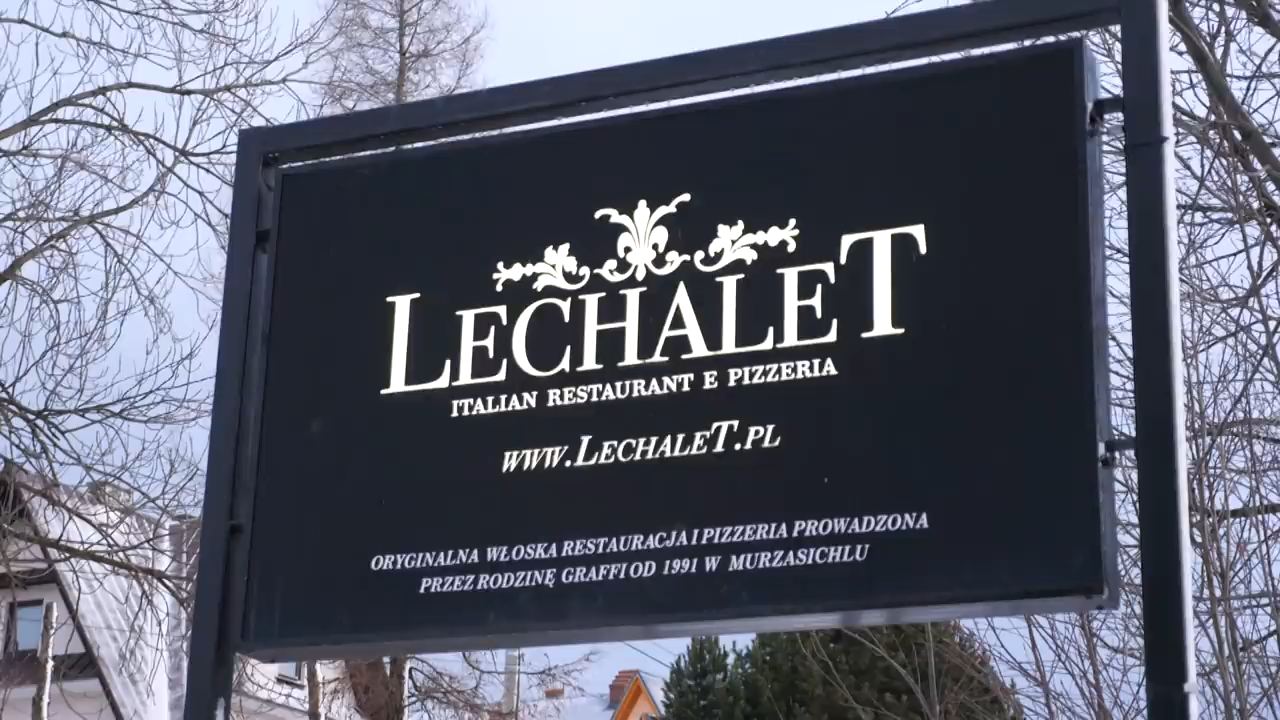 LECHALET
ITALIAN RESTAURANT E PIZZERIA
WWW.LECHALET.PL
ORYGINALNA WŁOSKA RESTAURACJA I PIZZERIA PROWADZONA
PRZEZ RODZINĘ GRAFFI OD 1991 W MURZASICHLU